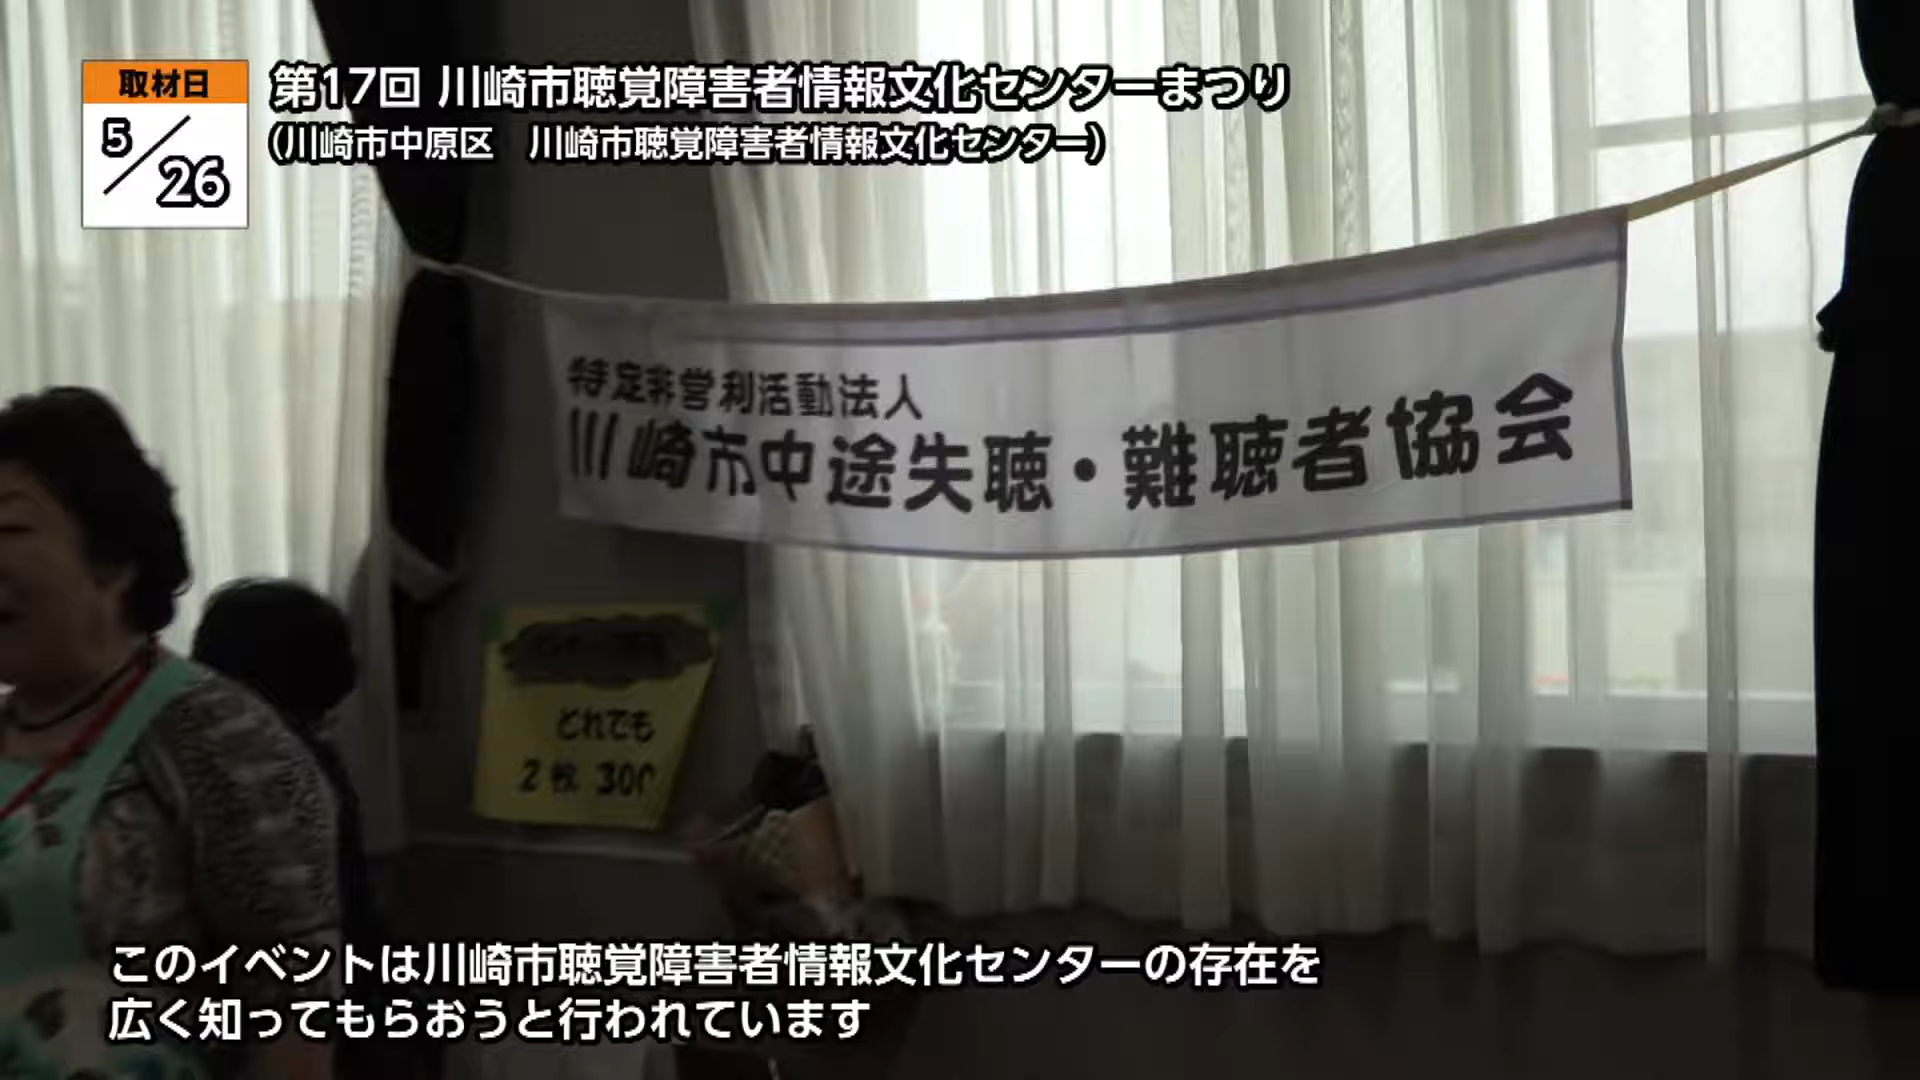 取材日
5/26
第17回 川崎市聴覚障害者情報文化センターまつり
（川崎市中原区　川崎市聴覚障害者情報文化センター）
特定非営利活動法人
川崎市中途失聴・難聴者協会
どれでも
2枚 300
このイベントは川崎市聴覚障害者情報文化センターの存在を
広く知ってもらおうと行われています